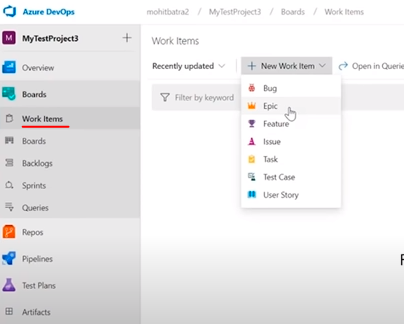 Azure DevOps
mohitbatra2 / MyTestProject3 / Boards / Work Items
M MyTestProject3 +
Work Items
Overview
Recently updated
+ New Work Item
Open in Querie
Boards
Filter by keyword
Bug
Work Items
Epic
Boards
Feature
Backlogs
Issue
Task
Sprints
Test Case
Queries
User Story
Repos
Pipelines
Test Plans
Artifacts